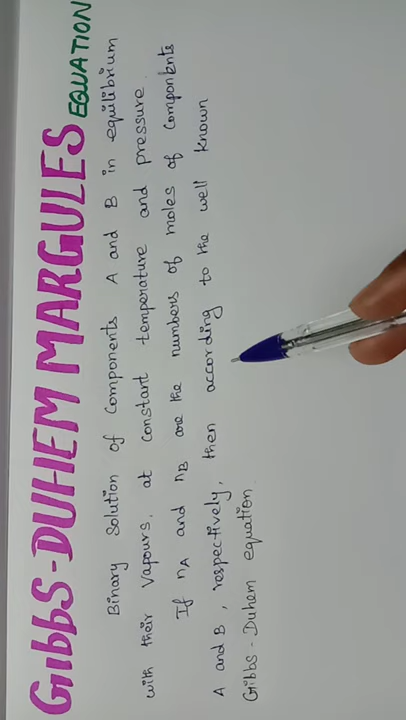 GibbS-DUHEM MARGULES EQUATION
Binary Solution of Components A and B in equilibrium
with their Vapours, at constant temperature and pressure.
If nA and nB are the numbers of moles of Components
A and B, respectively, then according to the well known
Gibbs-Duhem equation.